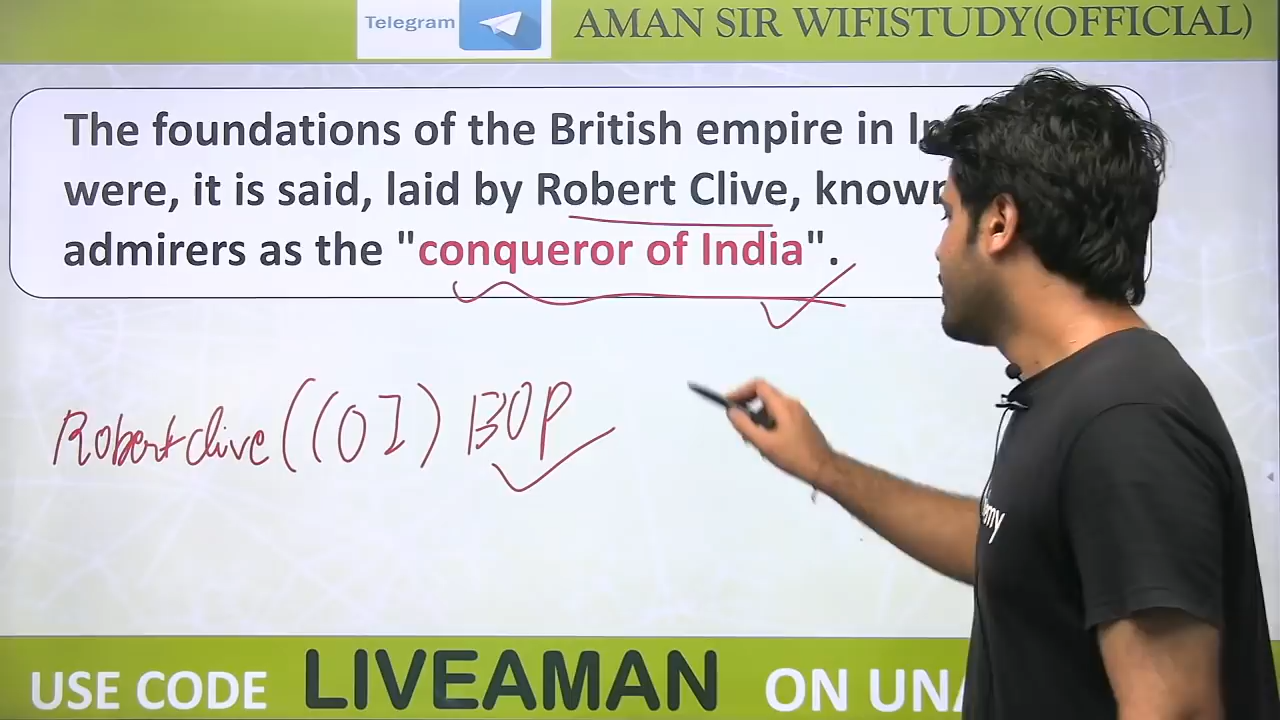 Telegram
AMAN SIR WIFISTUDY(OFFICIAL)
The foundations of the British empire in
were, it is said, laid by Robert Clive, known
admirers as the "conqueror of India".
Robert clive ((OI) BOP
emy
USE CODE LIVEAMAN ON UNA